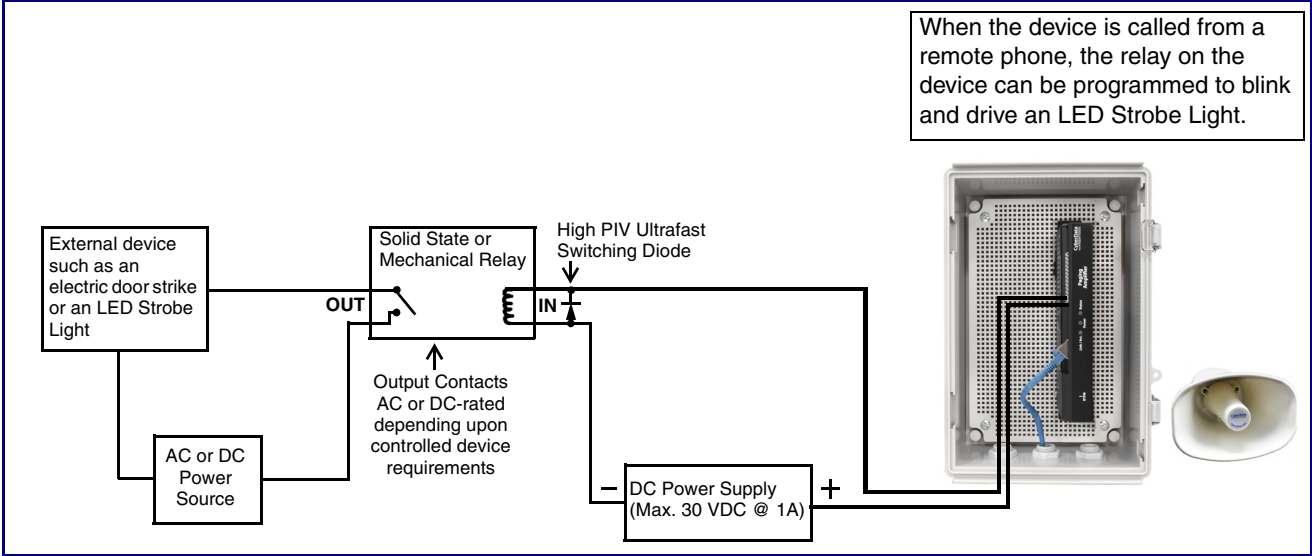 When the device is called from a
remote phone, the relay on the
device can be programmed to blink
and drive an LED Strobe Light.
External device
such as an
electric door strike
or an LED Strobe
Light
Solid State or
Mechanical Relay
High PIV Ultrafast
Switching Diode
OUT
IN
Output Contacts
AC or DC-rated
depending upon
controlled device
requirements
AC or DC
Power
Source
DC Power Supply
(Max. 30 VDC @ 1A)
−
+
CyberData
Paging
Amplifier